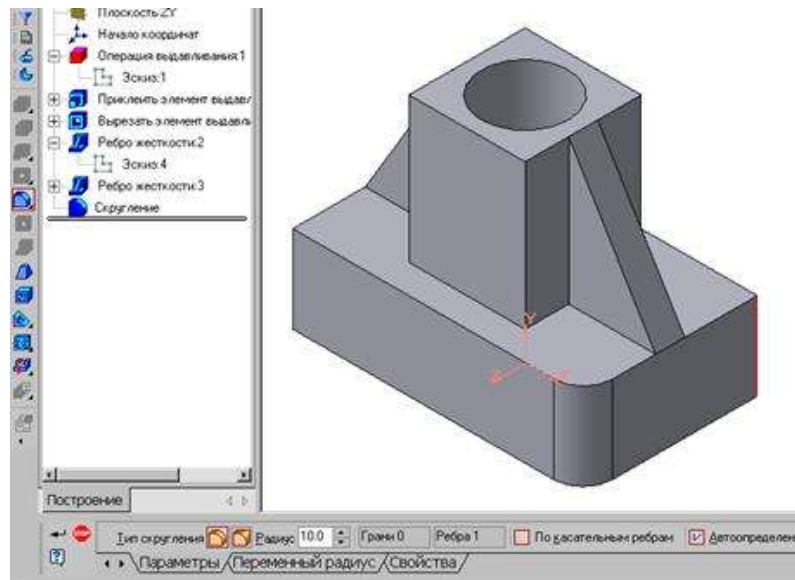 Плоскость ZY
Начало координат
Операция выдавливания:1
Эскиз:1
Приклеить элемент выдавл
Вырезать элемент выдавль
Ребро жесткости:2
Эскиз:4
Ребро жесткости:3
Скругление
Построение
Тип скругления Радиус 10.0 Грани 0 Ребра 1 По касательным ребрам Автоопределен
Параметры Переменный радиус Свойства
Y